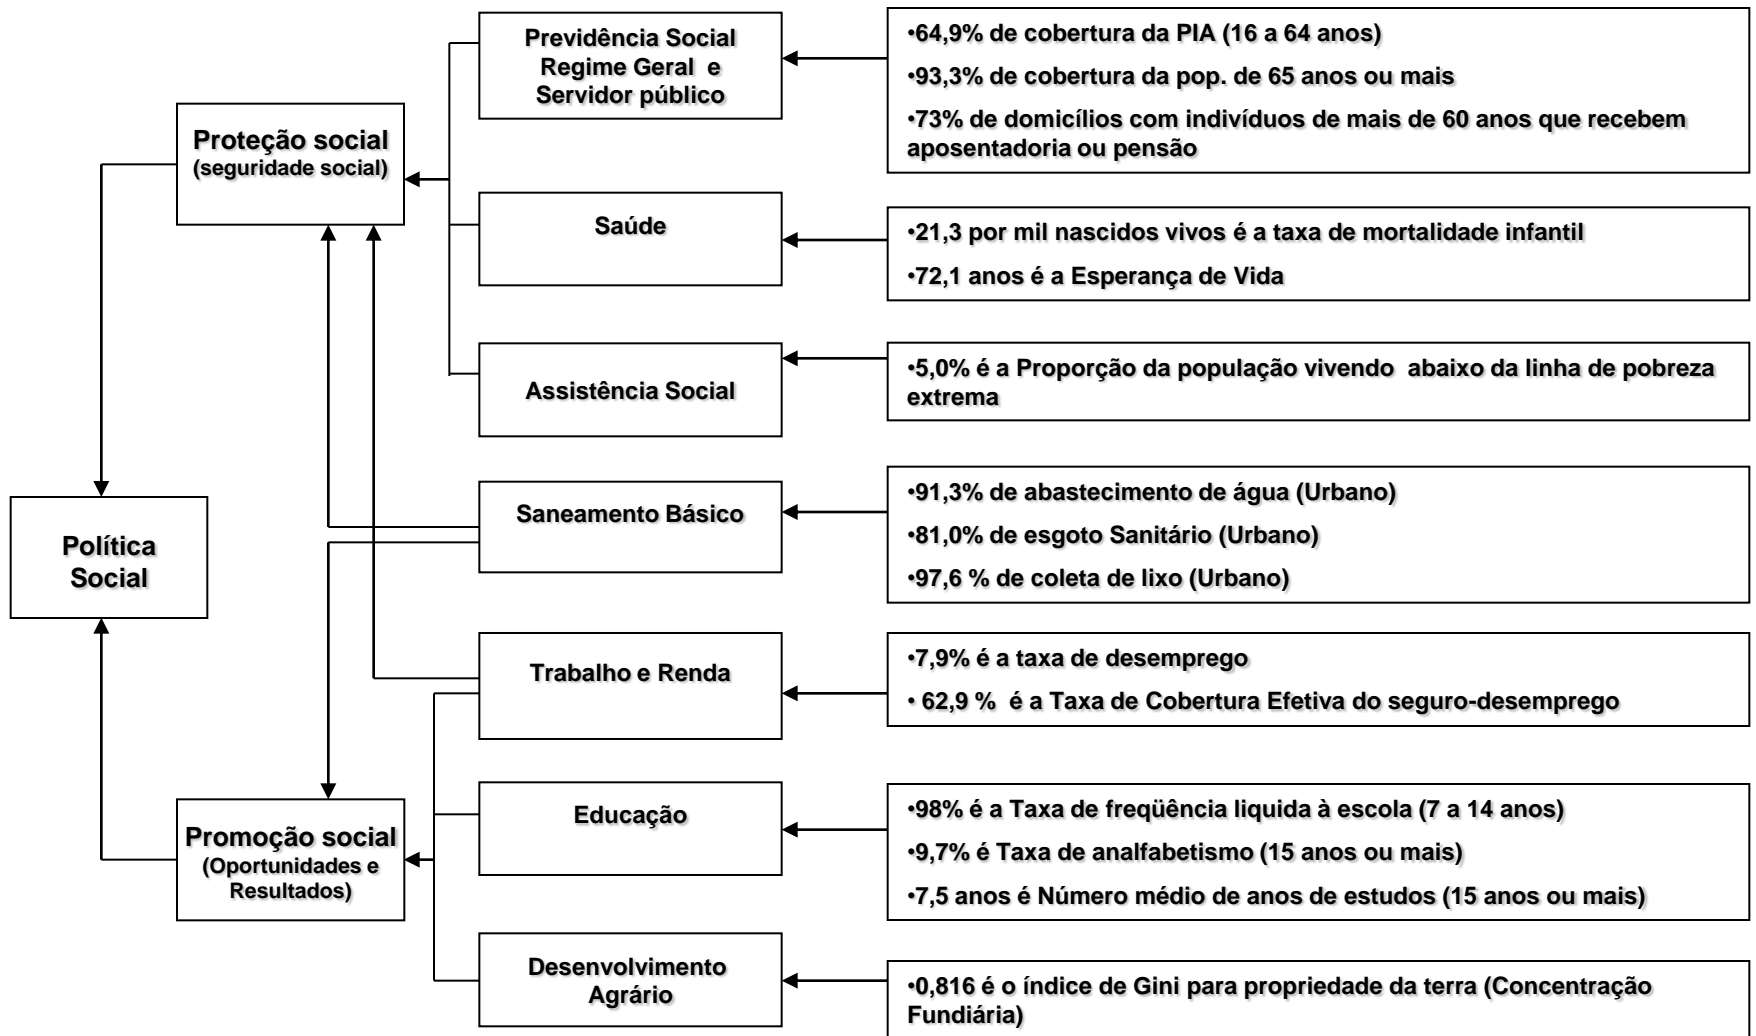 Política
Social
Proteção social
(seguridade social)
Promoção social
(Oportunidades e
Resultados)
Previdência Social
Regime Geral e
Servidor público
•64,9% de cobertura da PIA (16 a 64 anos)
•93,3% de cobertura da pop. de 65 anos ou mais
•73% de domicílios com indivíduos de mais de 60 anos que recebem
aposentadoria ou pensão
Saúde
•21,3 por mil nascidos vivos é a taxa de mortalidade infantil
•72,1 anos é a Esperança de Vida
Assistência Social
•5,0% é a Proporção da população vivendo abaixo da linha de pobreza
extrema
Saneamento Básico
•91,3% de abastecimento de água (Urbano)
•81,0% de esgoto Sanitário (Urbano)
•97,6 % de coleta de lixo (Urbano)
Trabalho e Renda
•7,9% é a taxa de desemprego
• 62,9 % é a Taxa de Cobertura Efetiva do seguro-desemprego
Educação
•98% é a Taxa de freqüência liquida à escola (7 a 14 anos)
•9,7% é Taxa de analfabetismo (15 anos ou mais)
•7,5 anos é Número médio de anos de estudos (15 anos ou mais)
Desenvolvimento
Agrário
•0,816 é o índice de Gini para propriedade da terra (Concentração
Fundiária)